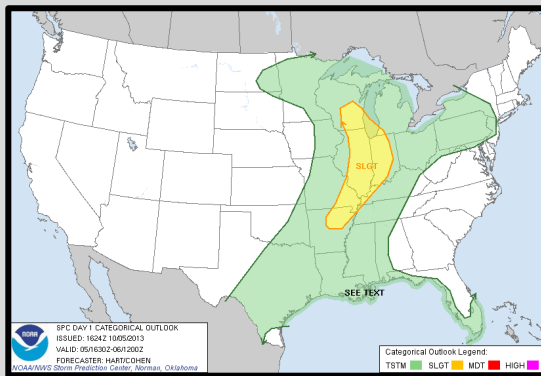 SLGT
SEE TEXT
NOAA
SPC DAY 1 CATEGORICAL OUTLOOK
ISSUED: 1624Z 10/05/2013
VALID: 05/1630Z-06/1200Z
FORECASTER: HART/COHEN
NOAA/NWS Storm Prediction Center, Norman, Oklahoma
Categorical Outlook Legend:
TSTM SLGT MDT HIGH